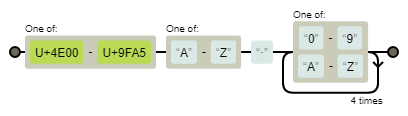 One of:
U+4E00 - U+9FA5
One of:
“A” - “Z”
“·”
One of:
“0” - “9”
“A” - “Z”
4 times